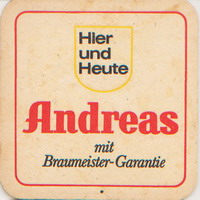 Hier
und
Heute
Andreas
mit
Braumeister-Garantie